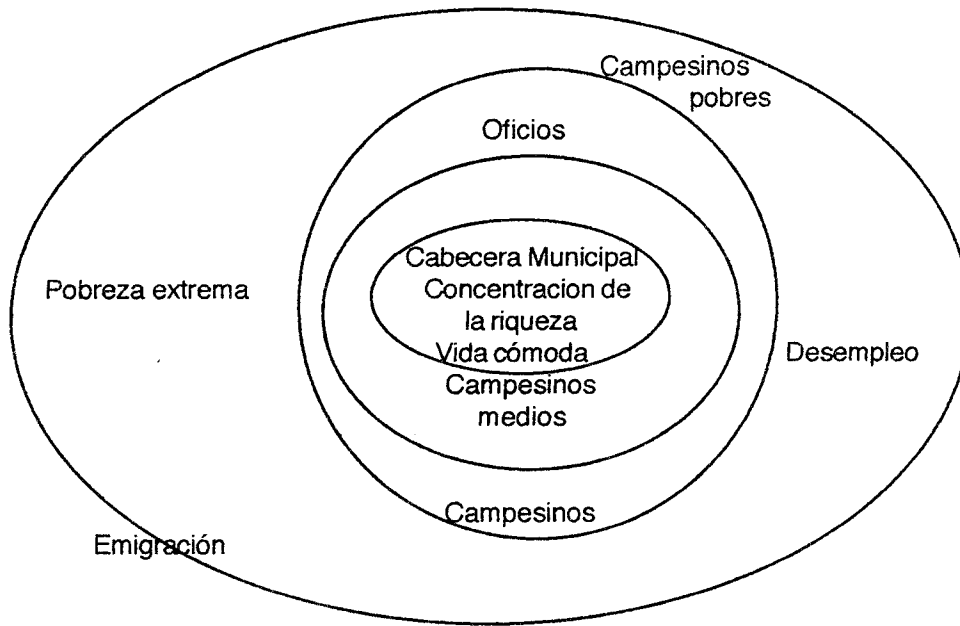 Campesinos
pobres
Oficios
Cabecera Municipal
Concentracion de
la riqueza
Vida cómoda
Pobreza extrema
Desempleo
Campesinos
medios
Campesinos
Emigración